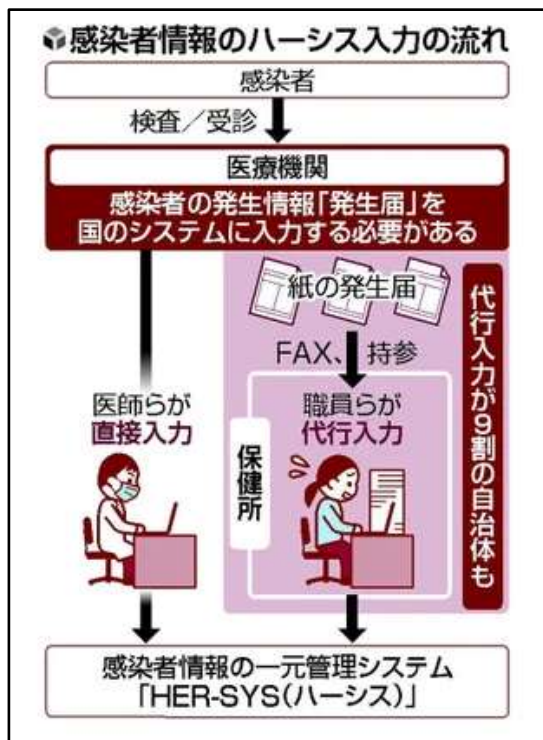 感染者情報のハーシス入力の流れ
感染者
検査／受診
医療機関
感染者の発生情報「発生届」を
国のシステムに入力する必要がある
紙の発生届
FAX、持参
医師らが
直接入力
職員らが
代行入力
保健所
代行入力が9割の自治体も
感染者情報の一元管理システム
「HER-SYS(ハーシス)」